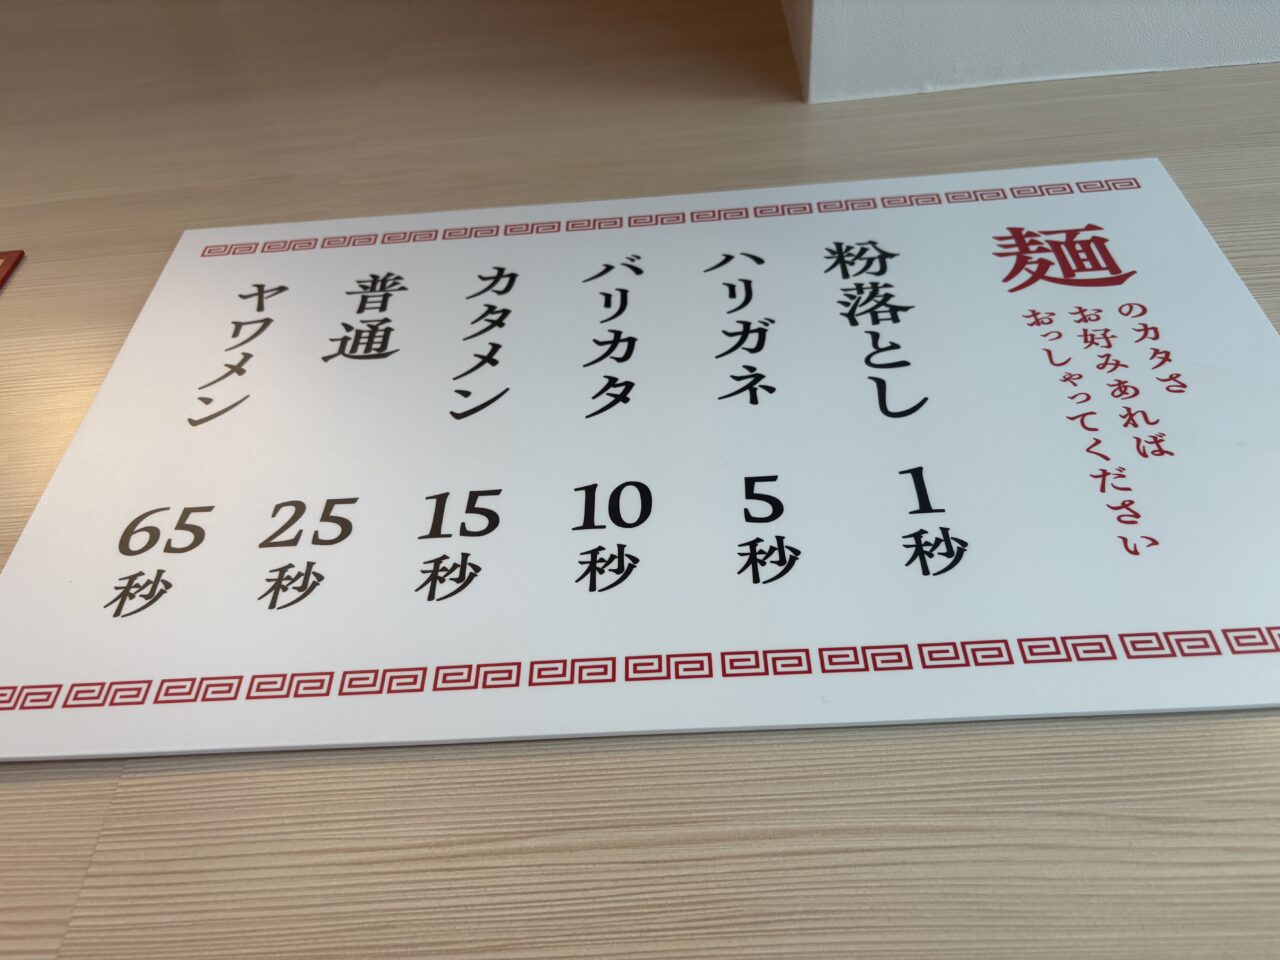 麺のカタさ
お好みあれば
おっしゃってください
粉落とし 1秒
ハリガネ 5秒
バリカタ 10秒
カタメン 15秒
普通 25秒
ヤワメン 65秒